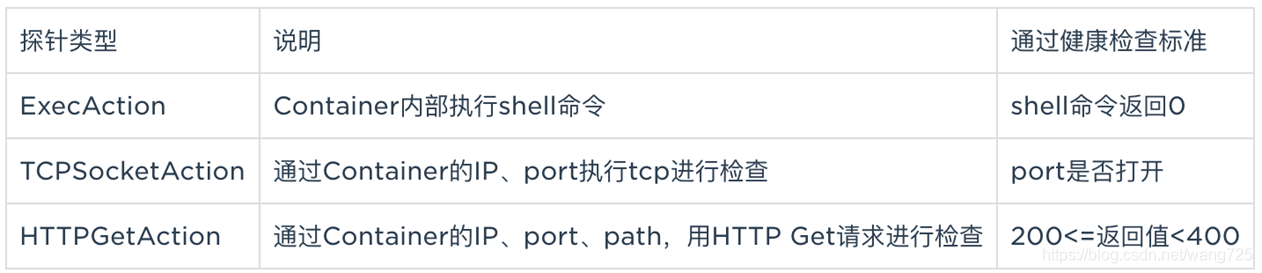 探针类型 说明 通过健康检查标准
ExecAction Container内部执行shell命令 shell命令返回0
TCPSocketAction 通过Container的IP、port执行tcp进行检查 port是否打开
HTTPGetAction 通过Container的IP、port、path，用HTTP Get请求进行检查 200<=返回值<400
https://blog.csdn.net/wang725